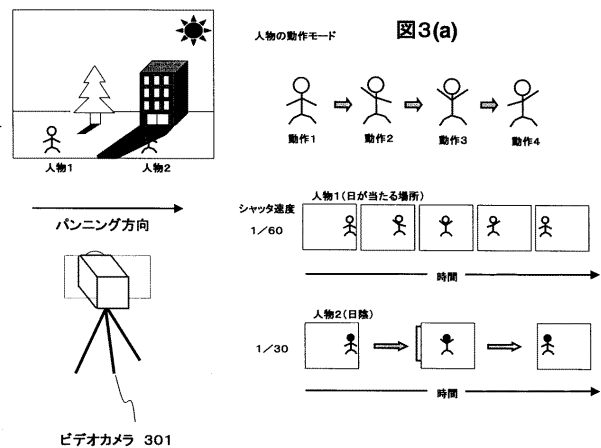 人物の動作モード
図3(a)
動作1 動作2 動作3 動作4
人物1 人物2
パンニング方向
シャッタ速度
人物1(日が当たる場所)
1/60
時間
人物2(日陰)
1/30
時間
ビデオカメラ 301